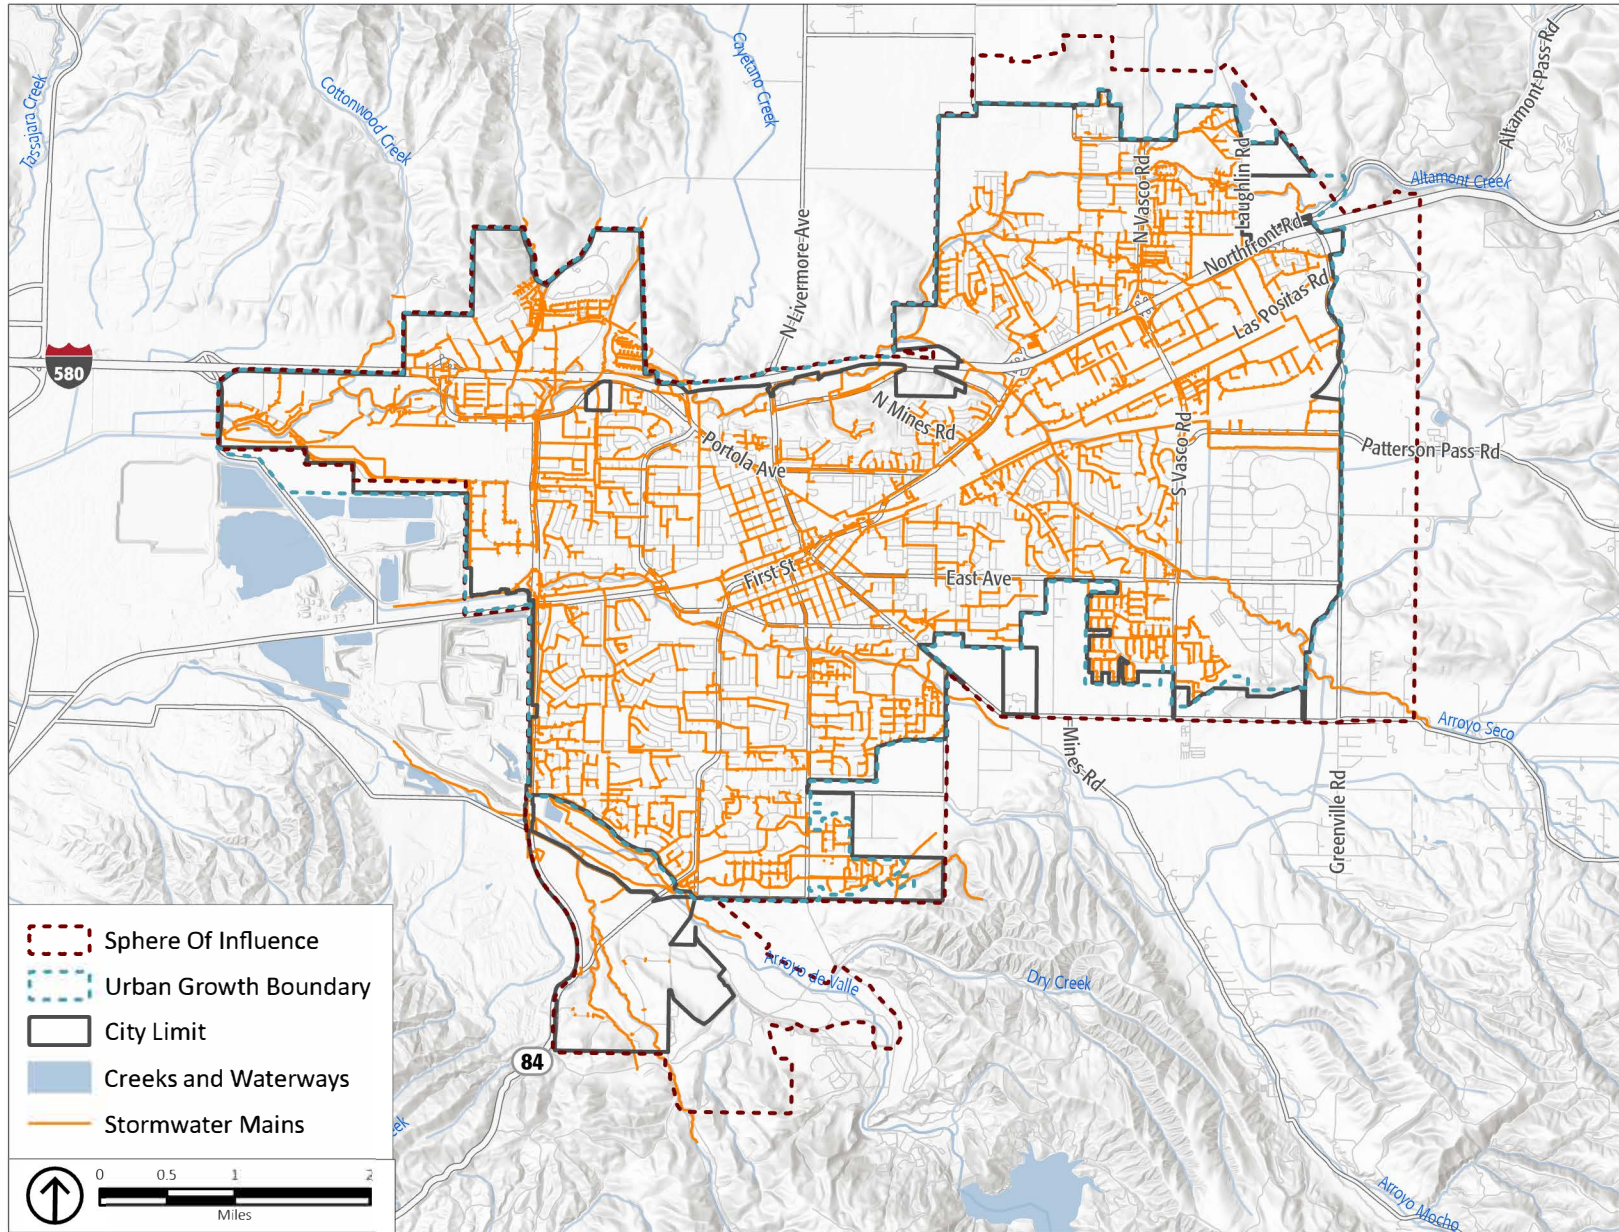 Tassajara Creek
Cottonwood Creek
Cayetano Creek
Altamont Pass Rd
N Livermore Ave
N Vasco Rd
Laughlin Rd
Altamont Creek
Northfront Rd
Las Positas Rd
580
N Mines Rd
Portola Ave
S Vasco Rd
Patterson Pass Rd
First St
East Ave
Mines Rd
Arroyo Seco
Greenville Rd
Arroyo de Valle
Dry Creek
84
Arroyo Mocho
Sphere Of Influence
Urban Growth Boundary
City Limit
Creeks and Waterways
Stormwater Mains
eek
0 0.5 1 2
Miles